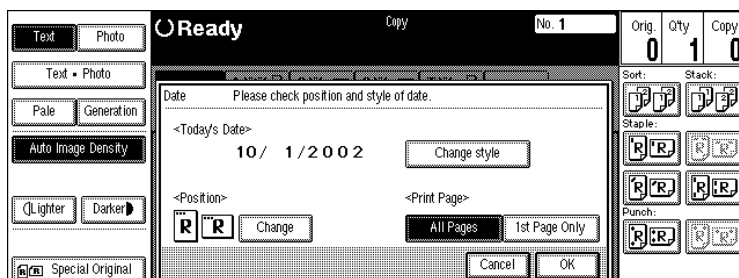 Text Photo
Text • Photo
Pale Generation
Auto Image Density
Lighter Darker
Special Original
Ready
Copy
No. 1
Orig. Q'ty Copy
0 1 0
Date Please check position and style of date.
<Today's Date>
10/ 1/2002
Change style
<Position> <Print Page>
R R Change
All Pages 1st Page Only
Cancel OK
Sort: Stack:
Staple:
Punch: